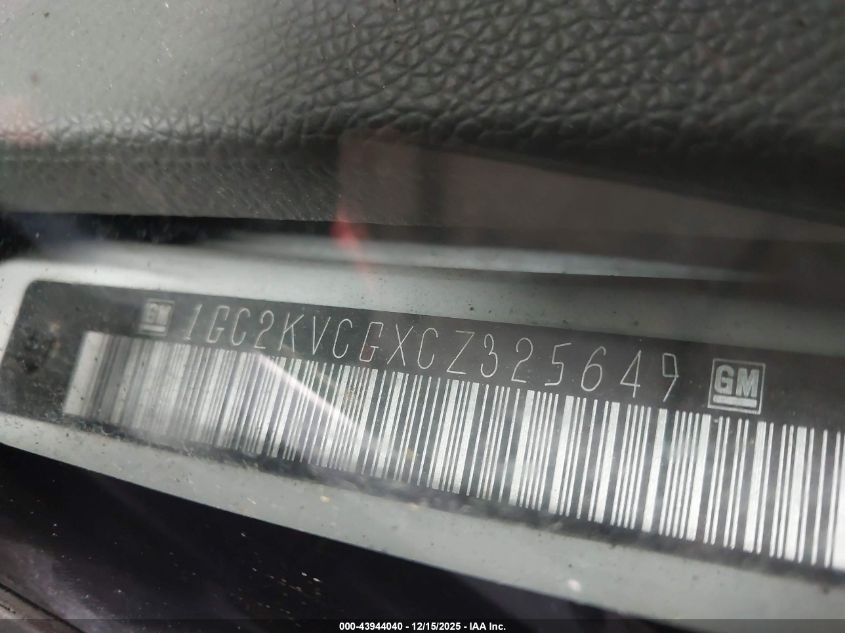 GM 1GC2KVCGXCZ325649 GM
000-43944040 - 12/15/2025 - IAA Inc.